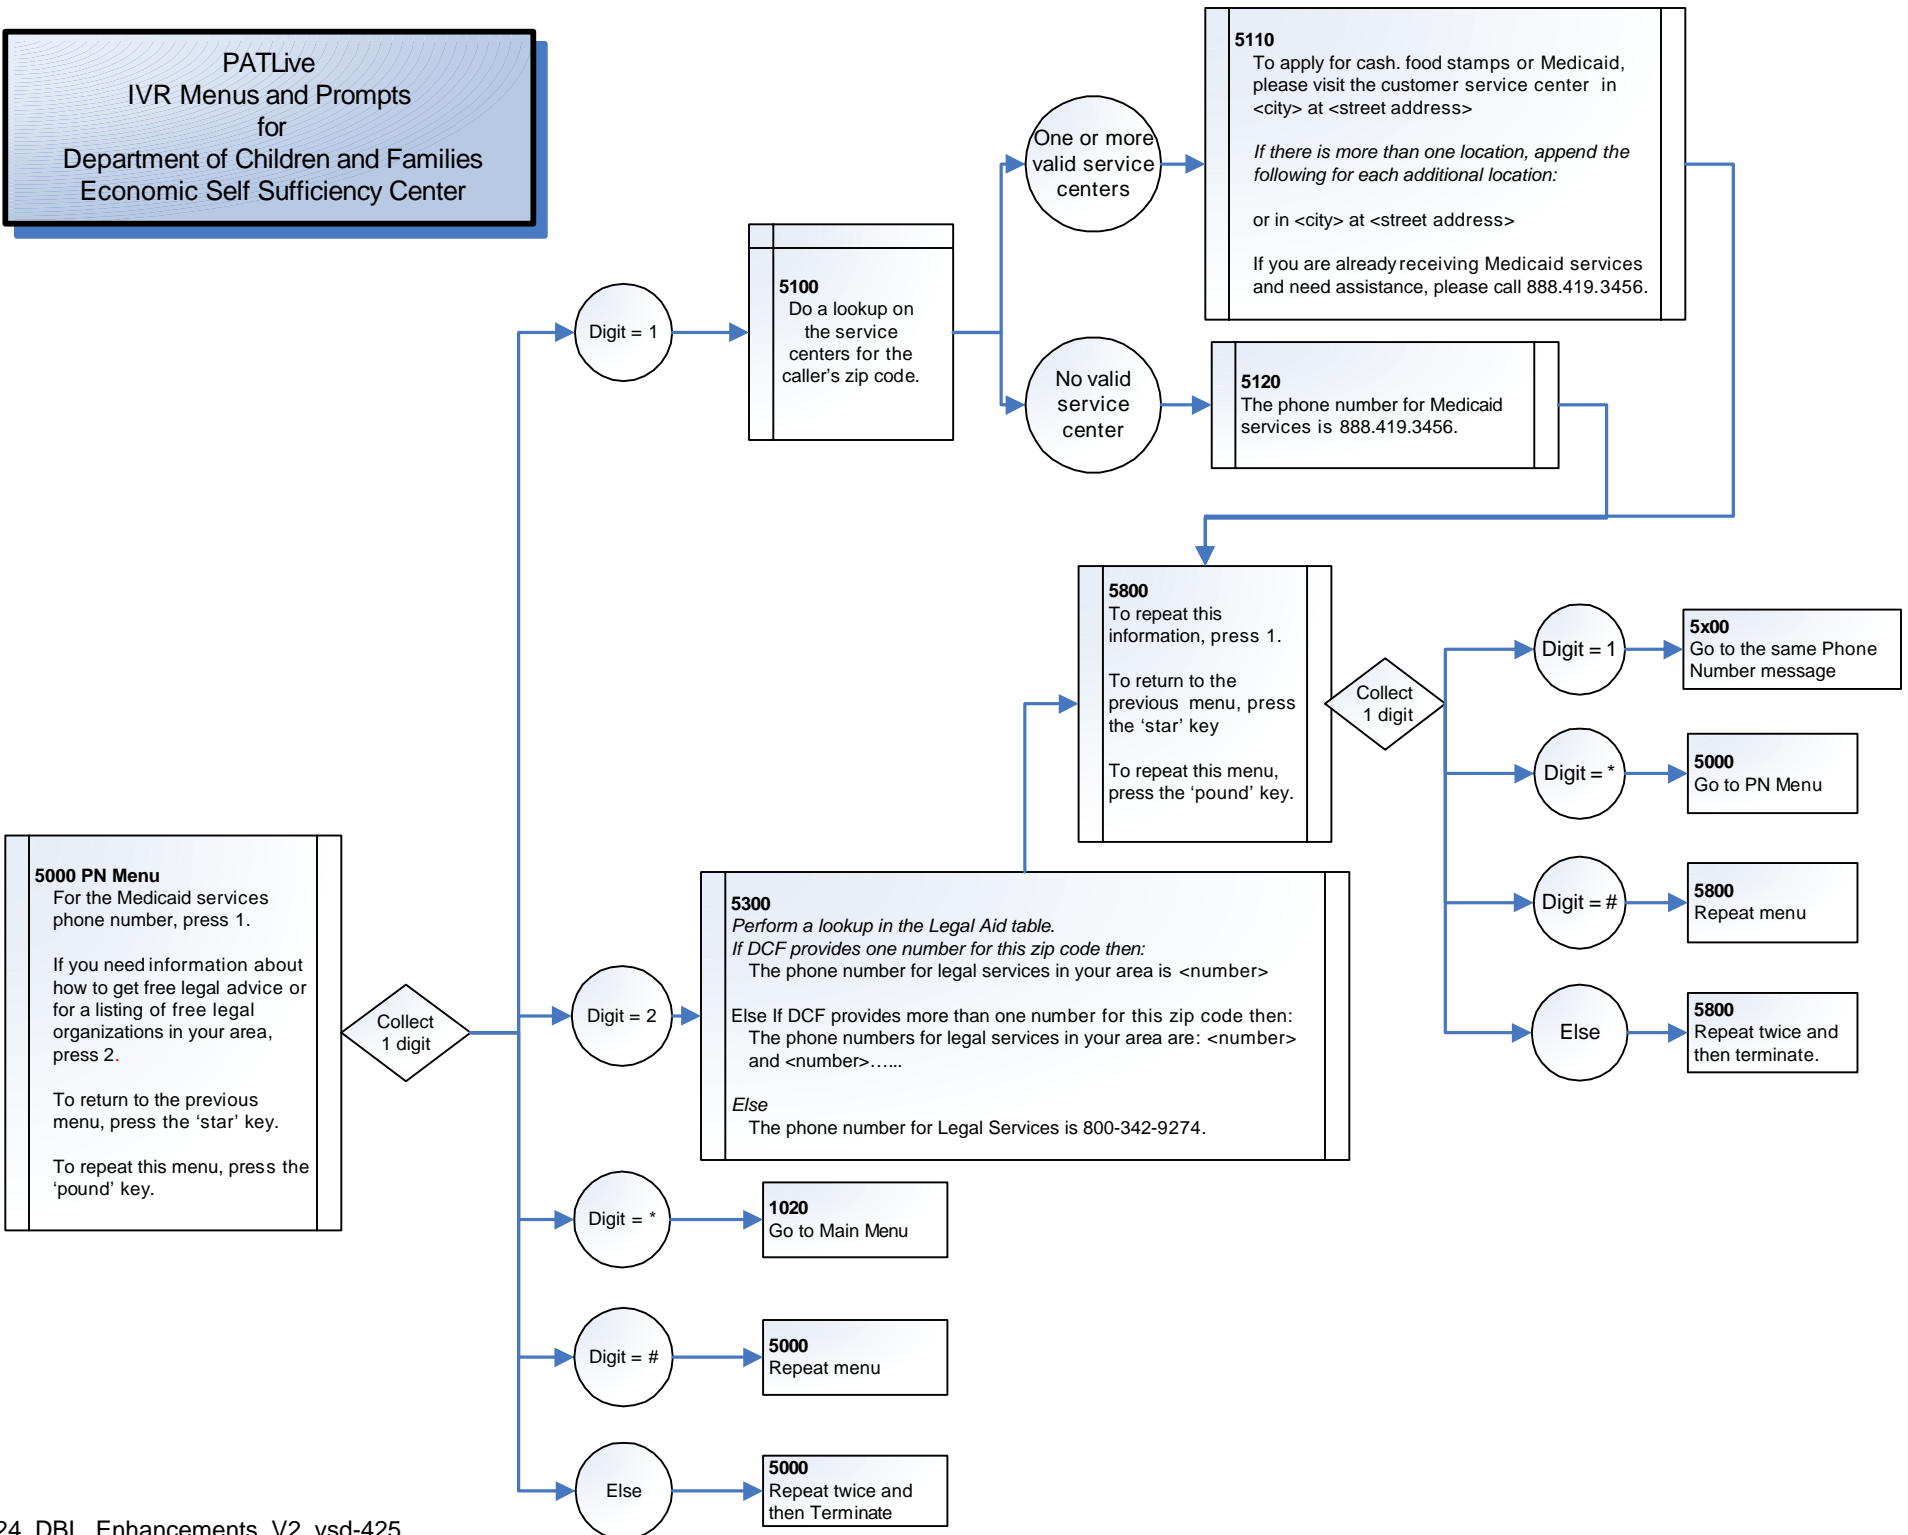 PATLive
IVR Menus and Prompts
for
Department of Children and Families
Economic Self Sufficiency Center
5110
To apply for cash. food stamps or Medicaid,
please visit the customer service center in
<city> at <street address>
If there is more than one location, append the
following for each additional location:
or in <city> at <street address>
If you are already receiving Medicaid services
and need assistance, please call 888.419.3456.
One or more
valid service
centers
5100
Do a lookup on
the service
centers for the
caller's zip code.
Digit = 1
No valid
service
center
5120
The phone number for Medicaid
services is 888.419.3456.
5800
To repeat this
information, press 1.
To return to the
previous menu, press
the ‘star’ key
To repeat this menu,
press the ‘pound’ key.
Collect
1 digit
Digit = 1
5x00
Go to the same Phone
Number message
Digit = *
5000
Go to PN Menu
Digit = #
5800
Repeat menu
Else
5800
Repeat twice and
then terminate.
5000 PN Menu
For the Medicaid services
phone number, press 1.
If you need information about
how to get free legal advice or
for a listing of free legal
organizations in your area,
press 2.
To return to the previous
menu, press the ‘star’ key.
To repeat this menu, press the
‘pound’ key.
Collect
1 digit
Digit = 2
5300
Perform a lookup in the Legal Aid table.
If DCF provides one number for this zip code then:
The phone number for legal services in your area is <number>
Else If DCF provides more than one number for this zip code then:
The phone numbers for legal services in your area are: <number>
and <number>…...
Else
The phone number for Legal Services is 800-342-9274.
Digit = *
1020
Go to Main Menu
Digit = #
5000
Repeat menu
Else
5000
Repeat twice and
then Terminate
24 DBL Enhancements V2.vsd-425